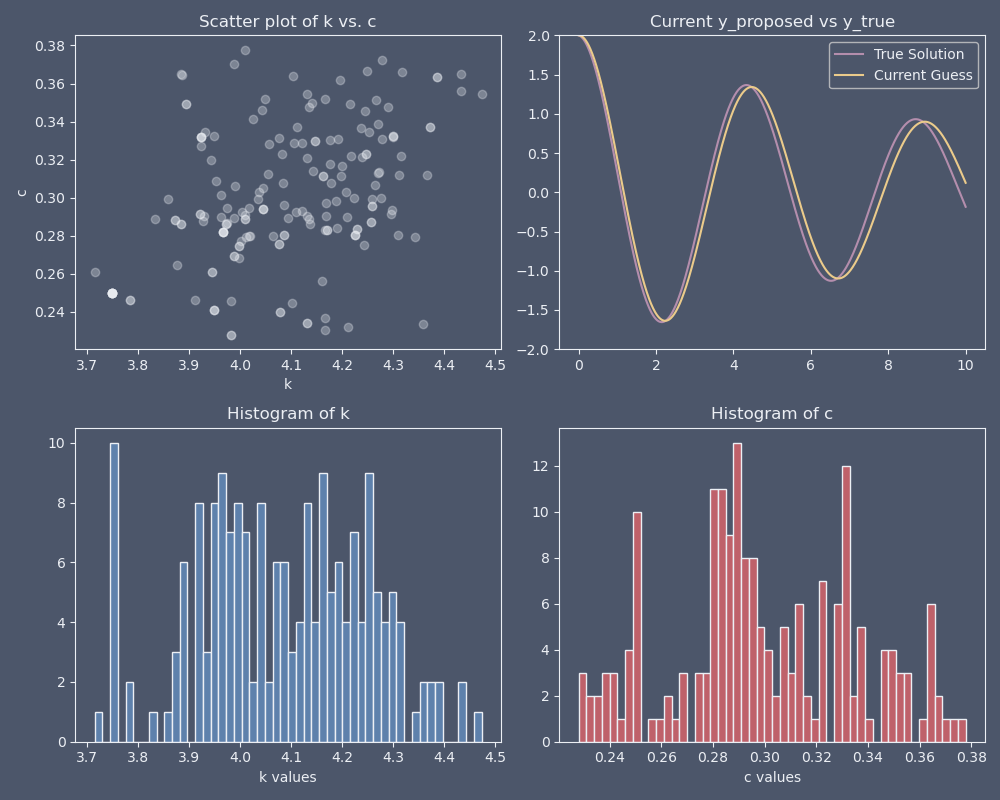 Scatter plot of k vs. c
0.38
0.36
0.34
0.32
0.30
0.28
0.26
0.24
c
3.7 3.8 3.9 4.0 4.1 4.2 4.3 4.4 4.5
k
Current y_proposed vs y_true
True Solution
Current Guess
2.0
1.5
1.0
0.5
0.0
−0.5
−1.0
−1.5
−2.0
0 2 4 6 8 10
Histogram of k
10
8
6
4
2
0
3.7 3.8 3.9 4.0 4.1 4.2 4.3 4.4 4.5
k values
Histogram of c
12
10
8
6
4
2
0
0.24 0.26 0.28 0.30 0.32 0.34 0.36 0.38
c values